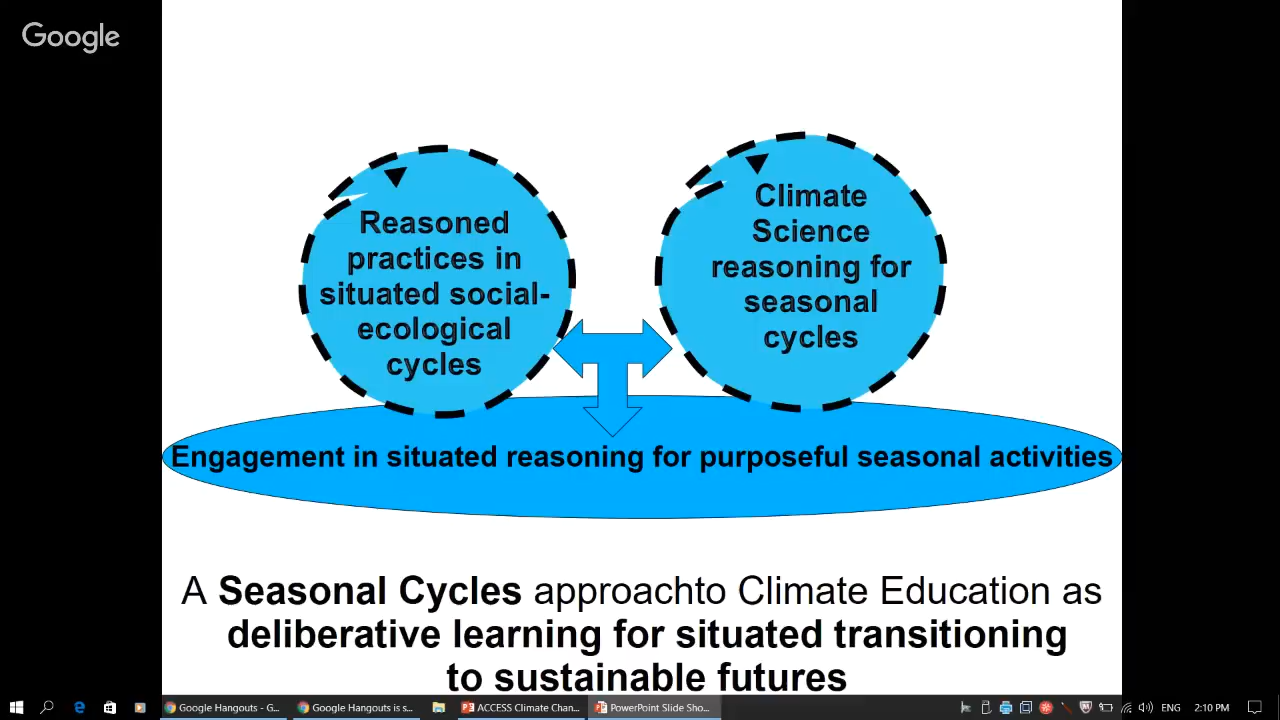 Google
Reasoned
practices in
situated social-
ecological
cycles
Climate
Science
reasoning for
seasonal
cycles
Engagement in situated reasoning for purposeful seasonal activities
A Seasonal Cycles approachto Climate Education as
deliberative learning for situated transitioning
to sustainable futures
Google Hangouts - G...
Google Hangouts is s...
ACCESS Climate Chan...
PowerPoint Slide Sho...
ENG
2:10 PM